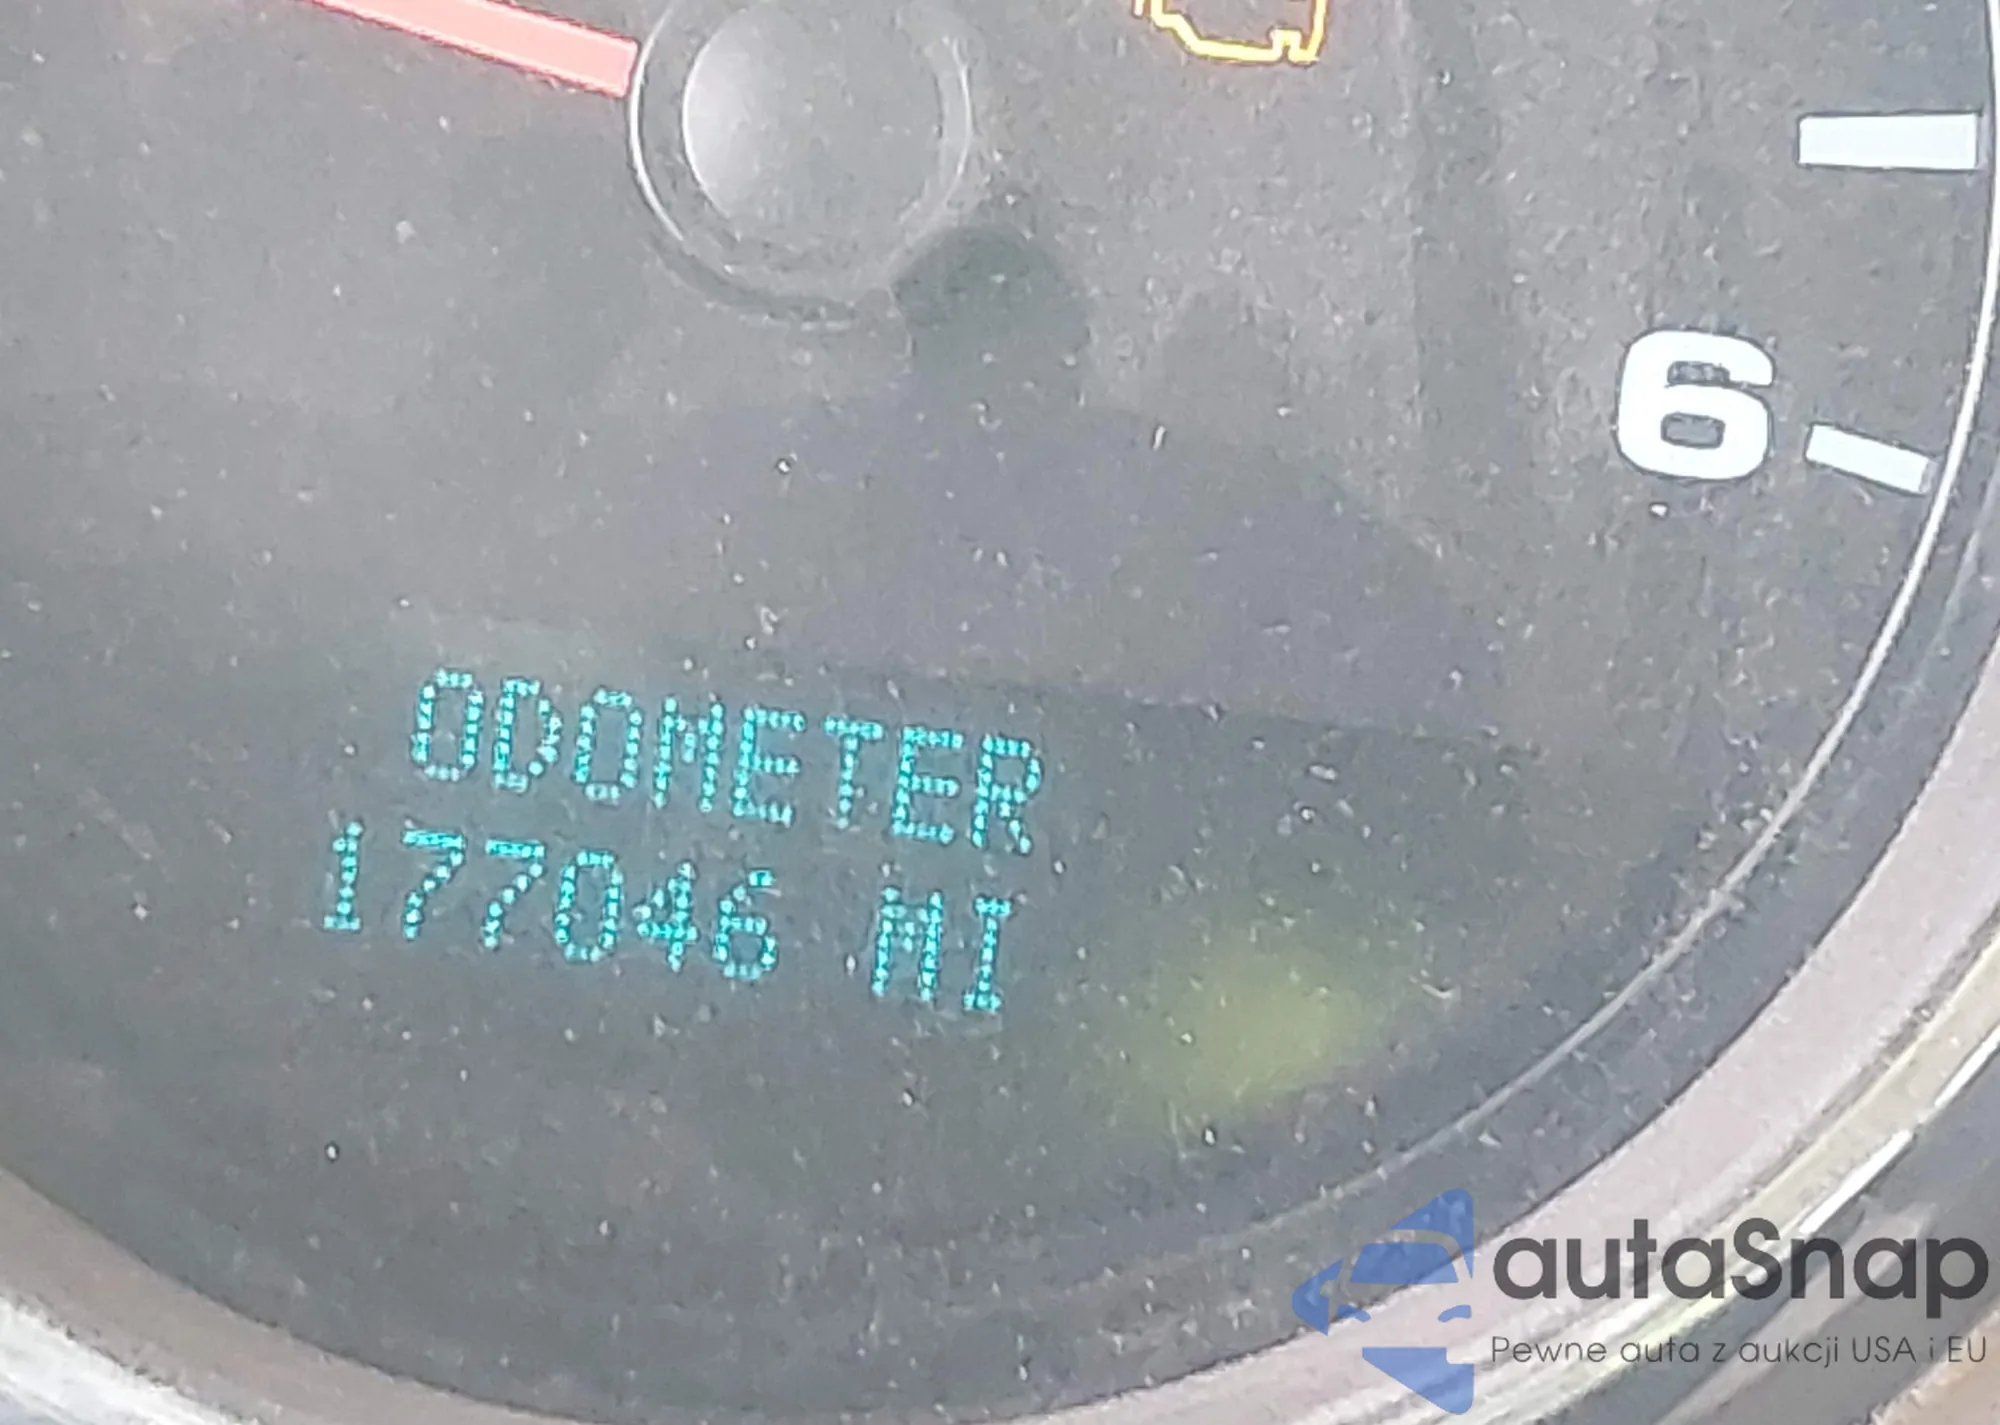 6
ODOMETER
177046 MI
autaSnap
Pewne auta z aukcji USA i EU